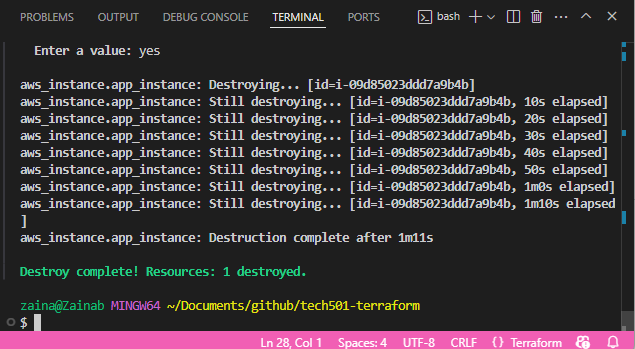 PROBLEMS OUTPUT DEBUG CONSOLE TERMINAL PORTS bash
Enter a value: yes
aws_instance.app_instance: Destroying... [id=i-09d85023ddd7a9b4b]
aws_instance.app_instance: Still destroying... [id=i-09d85023ddd7a9b4b, 10s elapsed]
aws_instance.app_instance: Still destroying... [id=i-09d85023ddd7a9b4b, 20s elapsed]
aws_instance.app_instance: Still destroying... [id=i-09d85023ddd7a9b4b, 30s elapsed]
aws_instance.app_instance: Still destroying... [id=i-09d85023ddd7a9b4b, 40s elapsed]
aws_instance.app_instance: Still destroying... [id=i-09d85023ddd7a9b4b, 50s elapsed]
aws_instance.app_instance: Still destroying... [id=i-09d85023ddd7a9b4b, 1m0s elapsed]
aws_instance.app_instance: Still destroying... [id=i-09d85023ddd7a9b4b, 1m10s elapsed
]
aws_instance.app_instance: Destruction complete after 1m11s
Destroy complete! Resources: 1 destroyed.
zaina@Zainab MINGW64 ~/Documents/github/tech501-terraform
$
Ln 28, Col 1 Spaces: 4 UTF-8 CRLF {} Terraform